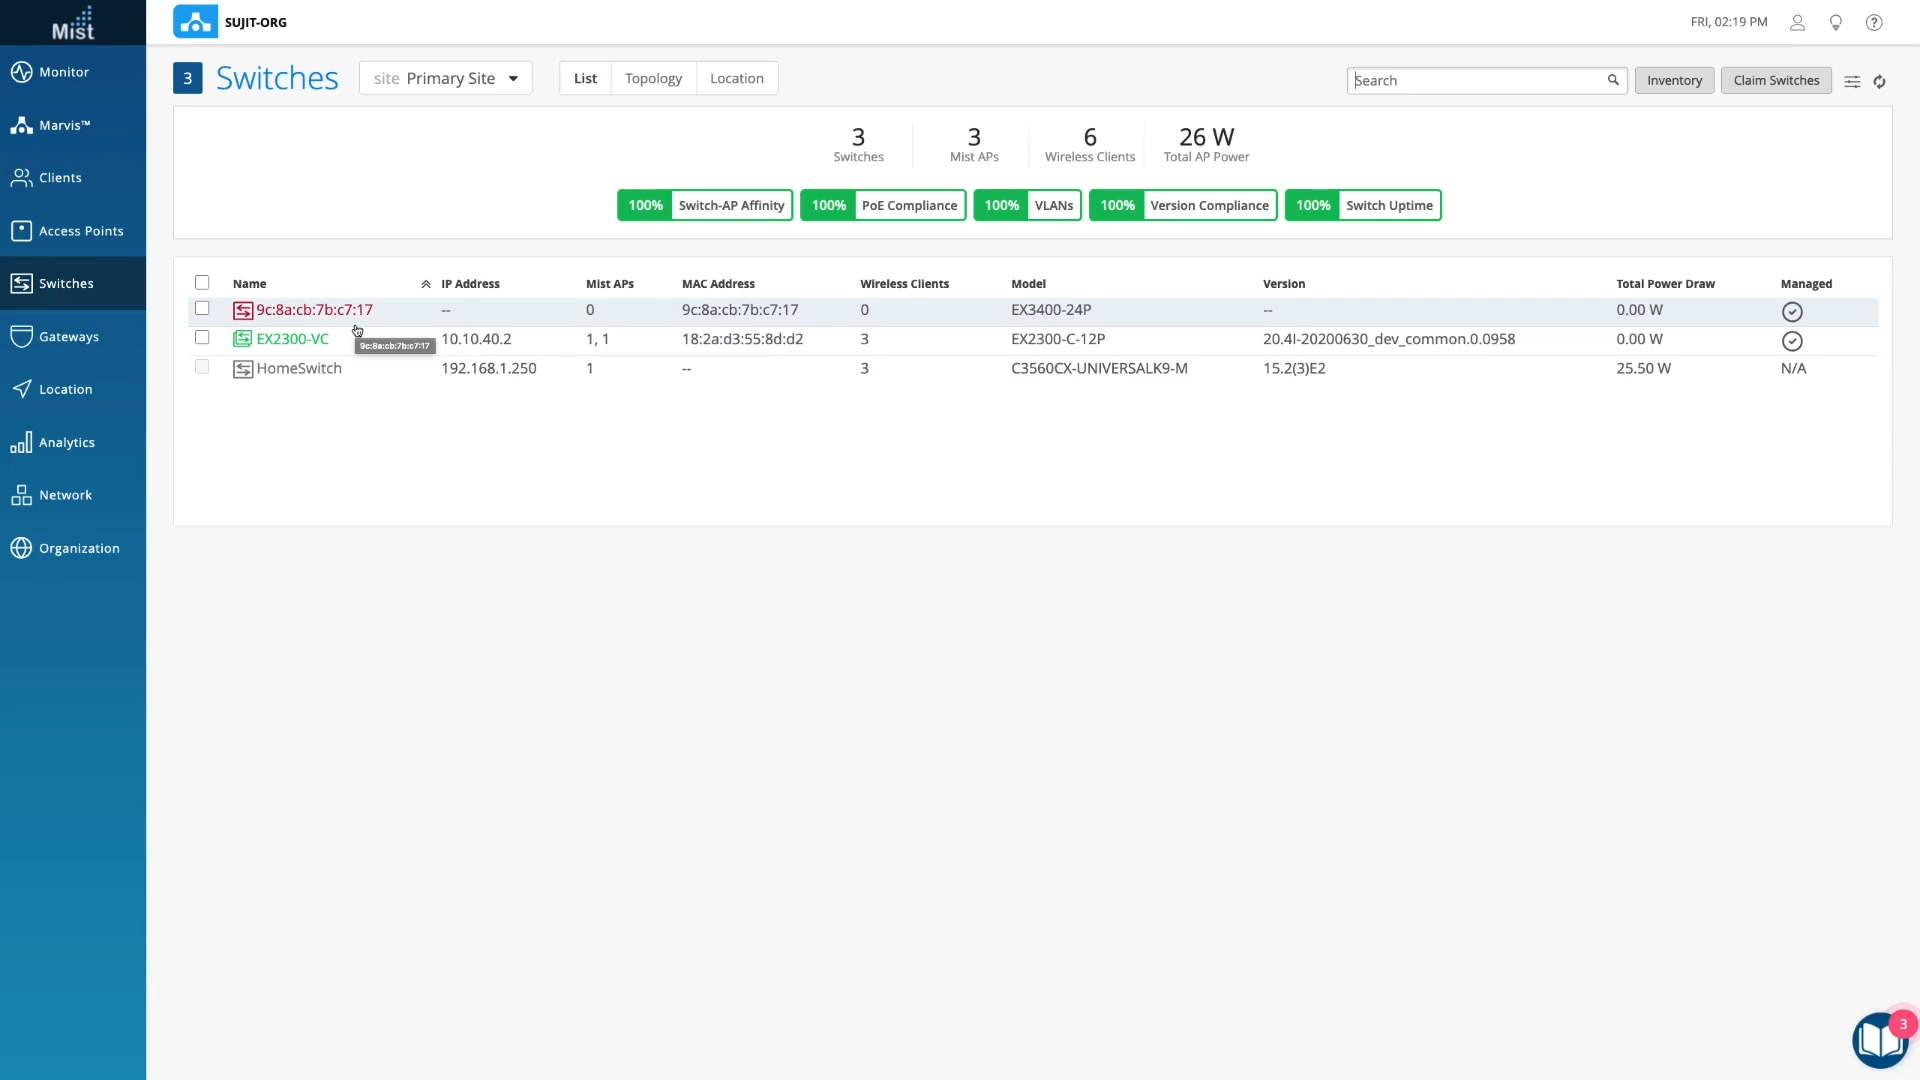 Mist
SUJIT-ORG
FRI, 02:19 PM
Monitor
Marvis™
Clients
Access Points
Switches
Gateways
Location
Analytics
Network
Organization
3 Switches
site Primary Site
List Topology Location
Search
Inventory
Claim Switches
3 3 6 26 W
Switches Mist APs Wireless Clients Total AP Power
100% Switch-AP Affinity 100% PoE Compliance 100% VLANs 100% Version Compliance 100% Switch Uptime
Name IP Address Mist APs MAC Address Wireless Clients Model Version Total Power Draw Managed
9c:8a:cb:7b:c7:17 -- 0 9c:8a:cb:7b:c7:17 0 EX3400-24P -- 0.00 W
EX2300-VC 10.10.40.2 1, 1 18:2a:d3:55:8d:d2 3 EX2300-C-12P 20.4I-20200630_dev_common.0.0958 0.00 W
9c:8a:cb:7b:c7:17
HomeSwitch 192.168.1.250 1 -- 3 C3560CX-UNIVERSALK9-M 15.2(3)E2 25.50 W N/A
3